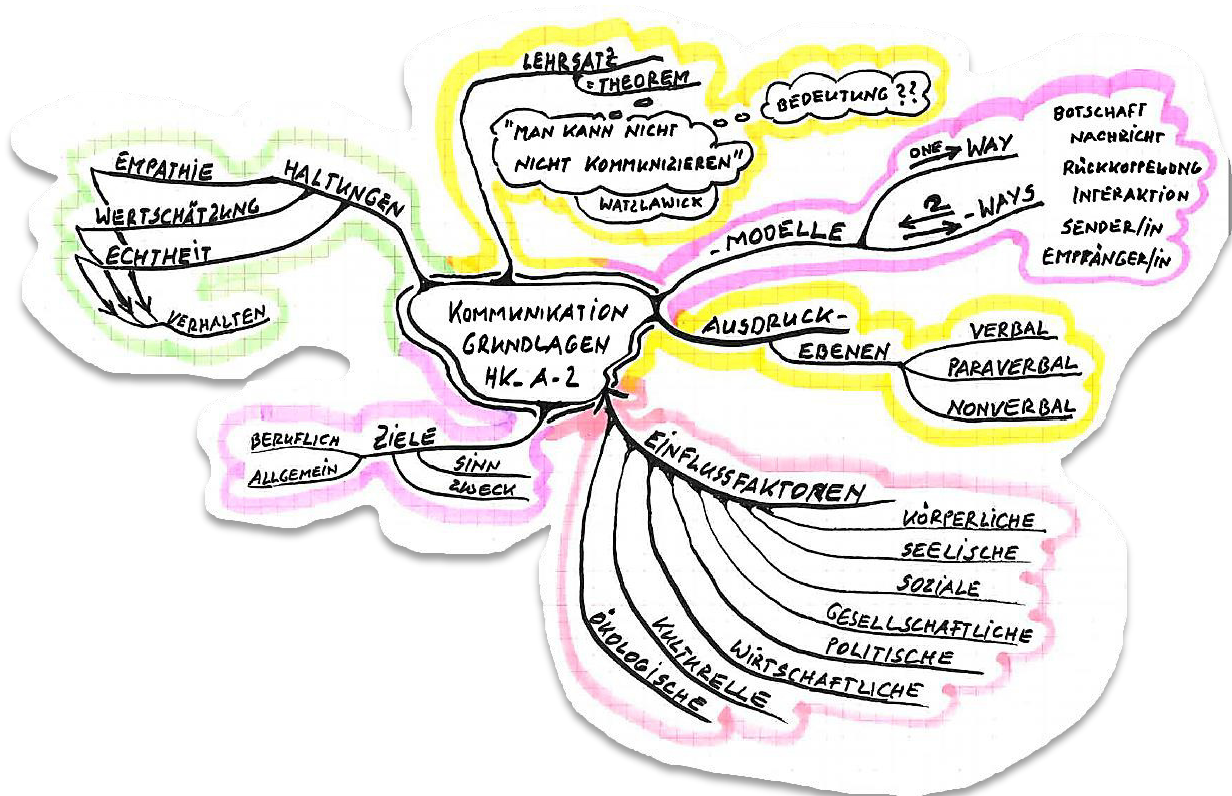 LEHRSATZ
= THEOREM
BEDEUTUNG ??
"MAN KANN NICHT
NICHT KOMMUNIZIEREN"
WATZLAWICK
HALTUNGEN
EMPATHIE
WERTSCHÄTZUNG
ECHTHEIT
VERHALTEN
- MODELLE
ONE WAY
2 -WAYS
BOTSCHAFT
NACHRICHT
RÜCKKOPPELUNG
INTERAKTION
SENDER/IN
EMPFÄNGER/IN
KOMMUNIKATION
GRUNDLAGEN
HK- A-2
AUSDRUCK-
EBENEN
VERBAL
PARAVERBAL
NONVERBAL
ZIELE
BERUFLICH
ALLGEMEIN
SINN
ZWECK
EINFLUSSFAKTOREN
KÖRPERLICHE
SEELISCHE
SOZIALE
GESELLSCHAFTLICHE
POLITISCHE
WIRTSCHAFTLICHE
KULTURELLE
ÖKOLOGISCHE